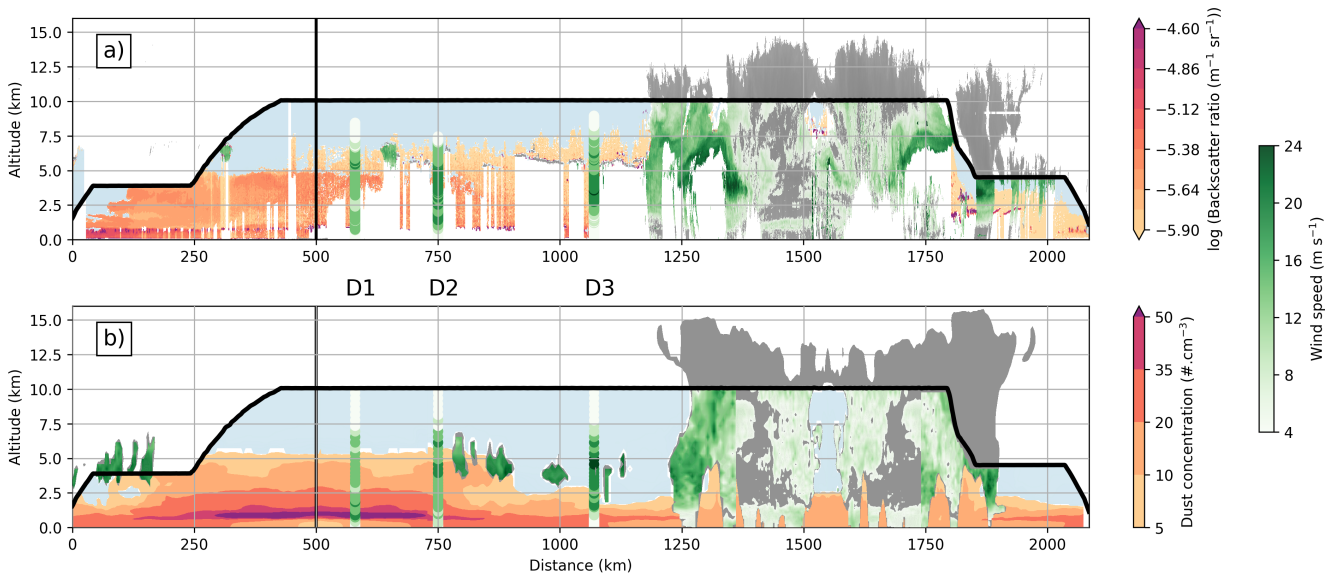 a)
Altitude (km)
15.0
12.5
10.0
7.5
5.0
2.5
0.0
0 250 500 750 1000 1250 1500 1750 2000
−4.60
−4.86
−5.12
−5.38
−5.64
−5.90
log (Backscatter ratio (m⁻¹ sr⁻¹))
D1 D2 D3
b)
Altitude (km)
15.0
12.5
10.0
7.5
5.0
2.5
0.0
0 250 500 750 1000 1250 1500 1750 2000
Distance (km)
50
35
20
10
5
Dust concentration (#.cm⁻³)
24
20
16
12
8
4
Wind speed (m s⁻¹)